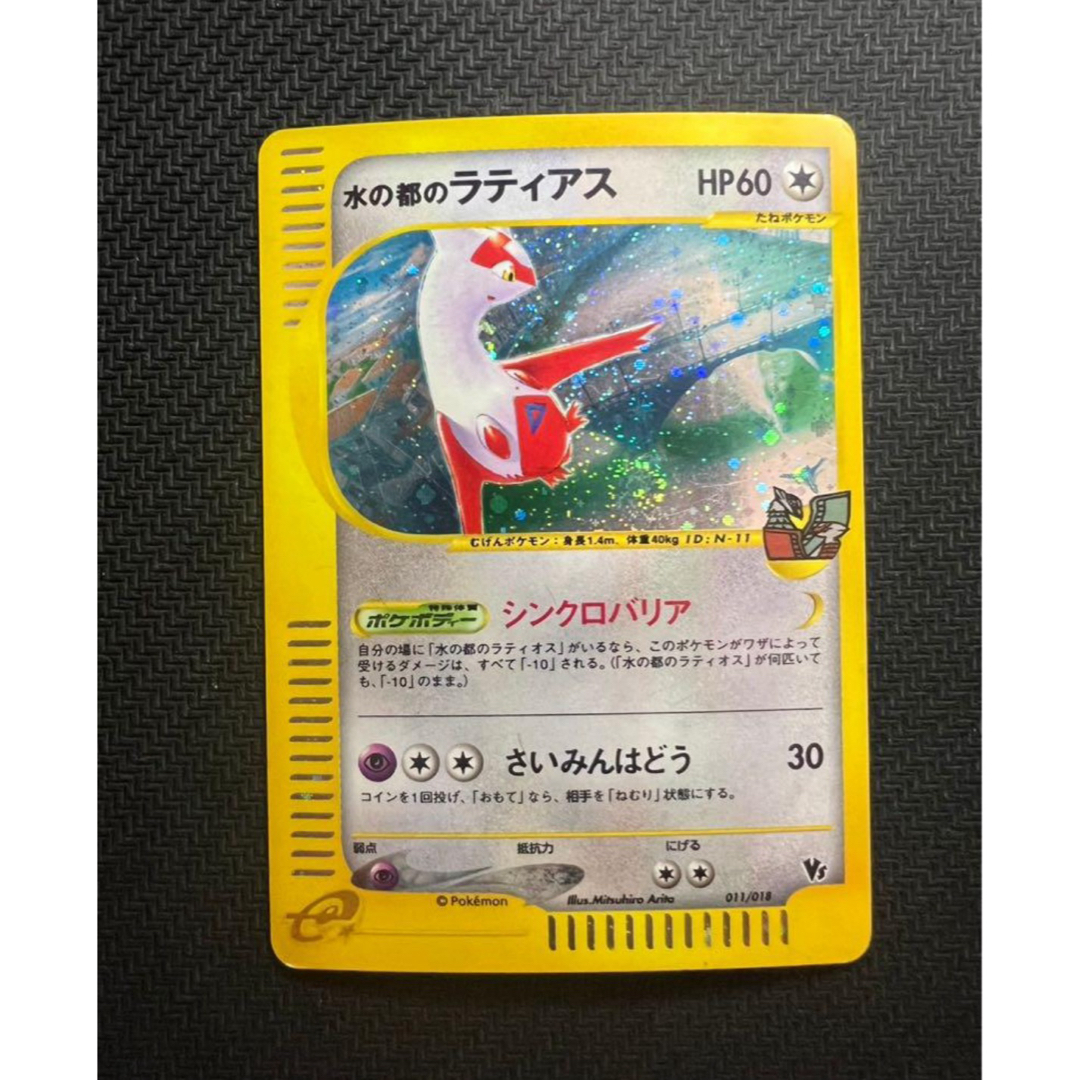 水の都のラティアス HP60
たねポケモン
むげんポケモン：身長1.4m、体重40kg ID：N-11
特殊体質
ポケボディー シンクロバリア
自分の場に「水の都のラティオス」がいるなら、このポケモンがワザによって
受けるダメージは、すべて「-10」される。（「水の都のラティオス」が何匹いて
も、「-10」のまま。）
さいみんはどう 30
コインを1回投げ、「おもて」なら、相手を「ねむり」状態にする。
弱点 抵抗力 にげる
Vs
©Pokémon Illus.Mitsuhiro Arita 011/018
e